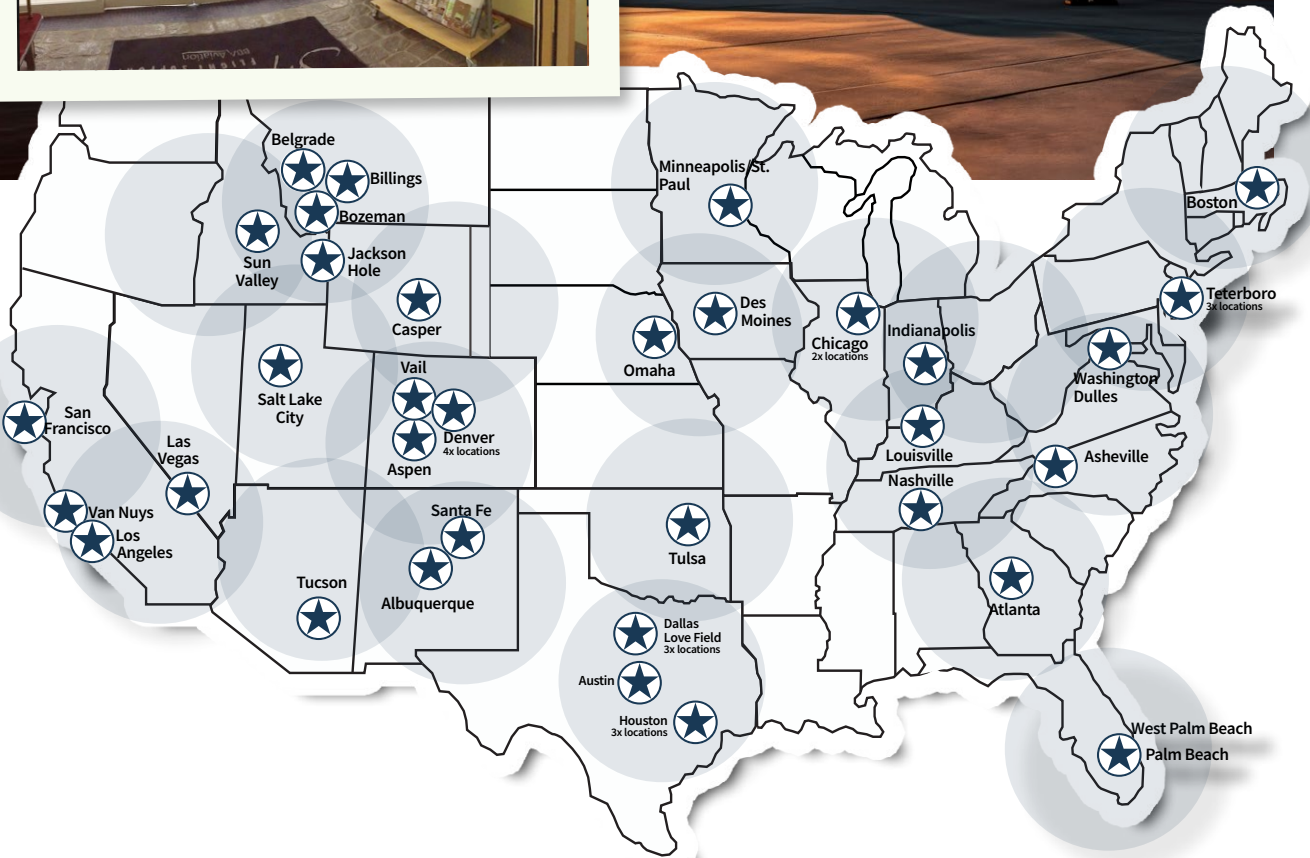 Belgrade
Billings
Bozeman
Sun
Valley
Jackson
Hole
Casper
Minneapolis/St.
Paul
Boston
Des
Moines
Omaha
Chicago
2x locations
Indianapolis
Teterboro
3x locations
Washington
Dulles
Salt Lake
City
Vail
Denver
4x locations
Aspen
San
Francisco
Las
Vegas
Van Nuys
Los
Angeles
Louisville
Nashville
Asheville
Santa Fe
Albuquerque
Tucson
Tulsa
Atlanta
Dallas
Love Field
3x locations
Austin
Houston
3x locations
West Palm Beach
Palm Beach